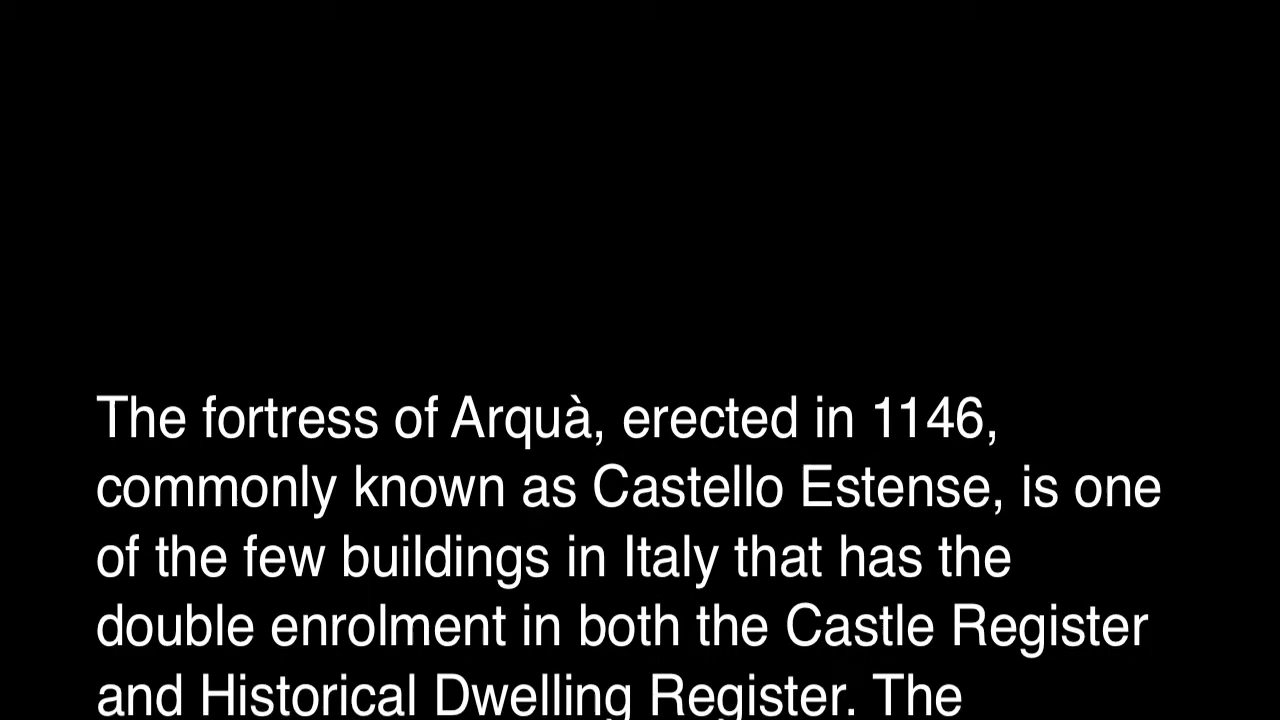 The fortress of Arquà, erected in 1146,
commonly known as Castello Estense, is one
of the few buildings in Italy that has the
double enrolment in both the Castle Register
and Historical Dwelling Register. The